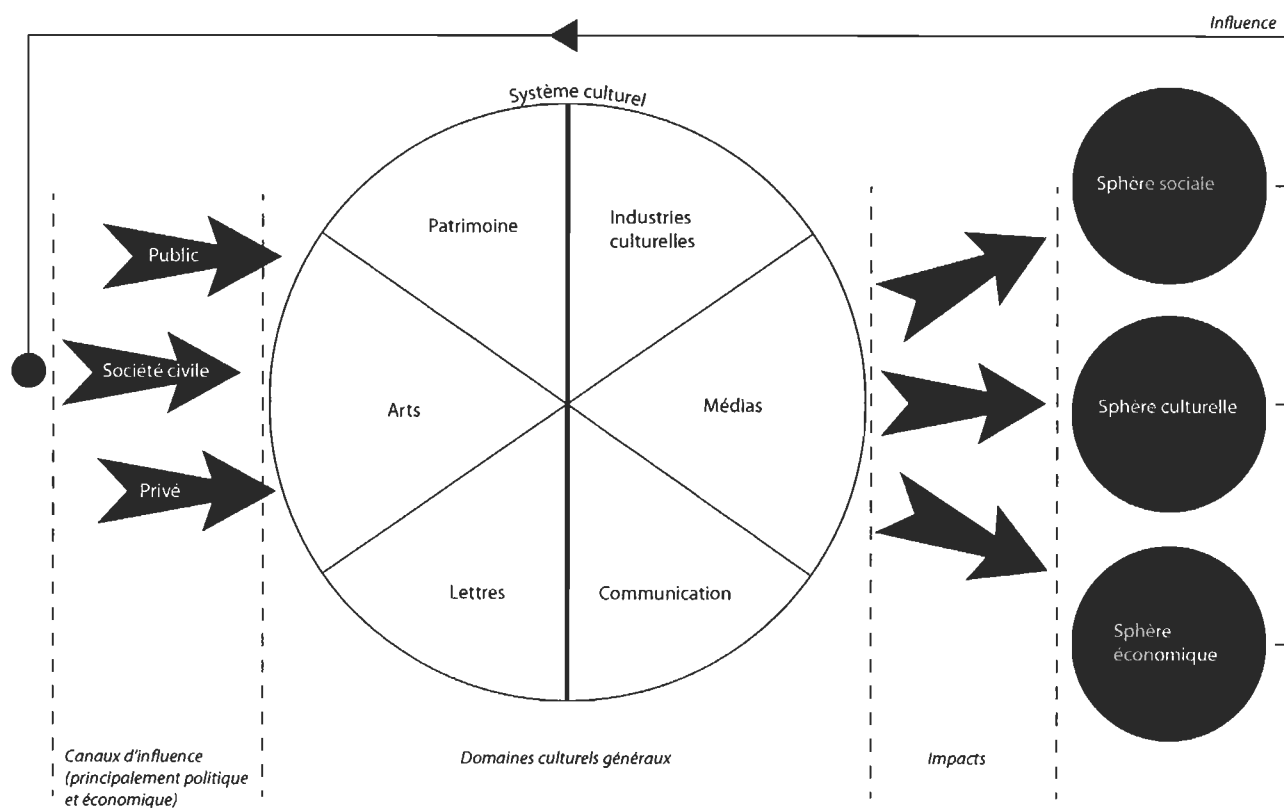 Influence
Système culturel
Public
Société civile
Privé
Patrimoine
Industries
culturelles
Arts
Médias
Lettres
Communication
Sphère sociale
Sphère culturelle
Sphère
économique
Canaux d'influence
(principalement politique
et économique)
Domaines culturels généraux
Impacts